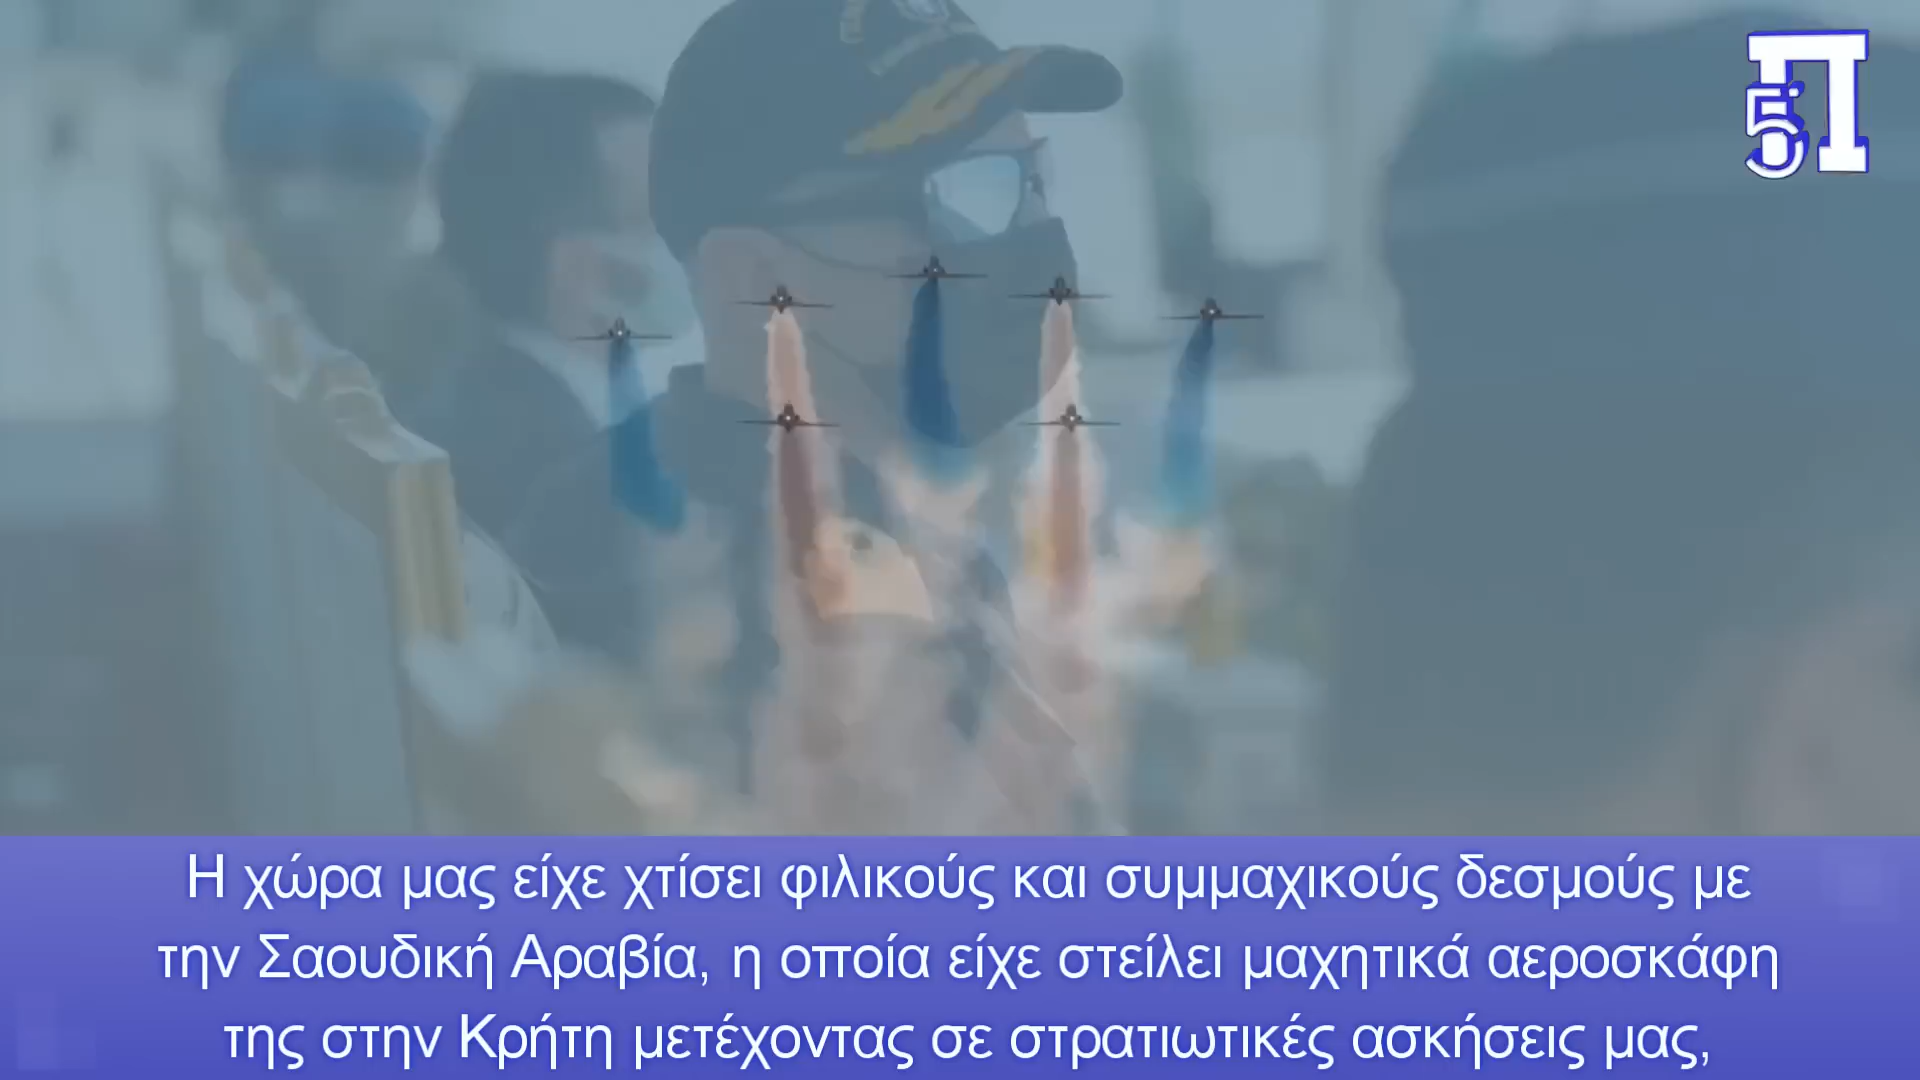 5Π
Η χώρα μας είχε χτίσει φιλικούς και συμμαχικούς δεσμούς με
την Σαουδική Αραβία, η οποία είχε στείλει μαχητικά αεροσκάφη
της στην Κρήτη μετέχοντας σε στρατιωτικές ασκήσεις μας,